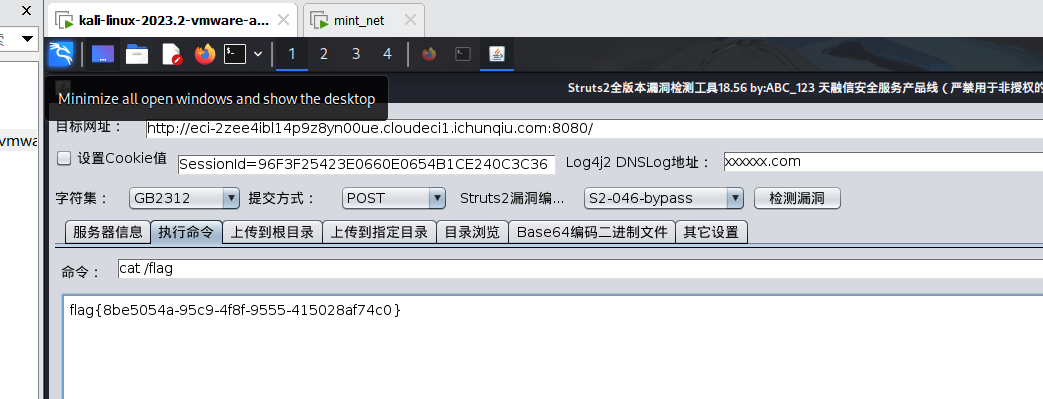 kali-linux-2023.2-vmware-a... × mint_net ×
1 2 3 4
Minimize all open windows and show the desktop
Struts2全版本漏洞检测工具18.56 by:ABC_123 天融信安全服务产品线（严禁用于非授权的
vmwa
目标网址： http://eci-2zee4ibl14p9z8yn00ue.cloudeci1.ichunqiu.com:8080/
设置Cookie值 SessionId=96F3F25423E0660E0654B1CE240C3C36 Log4j2 DNSLog地址： xxxxxx.com
字符集： GB2312 提交方式： POST Struts2漏洞编... S2-046-bypass 检测漏洞
服务器信息 执行命令 上传到根目录 上传到指定目录 目录浏览 Base64编码二进制文件 其它设置
命令： cat /flag
flag{8be5054a-95c9-4f8f-9555-415028af74c0}